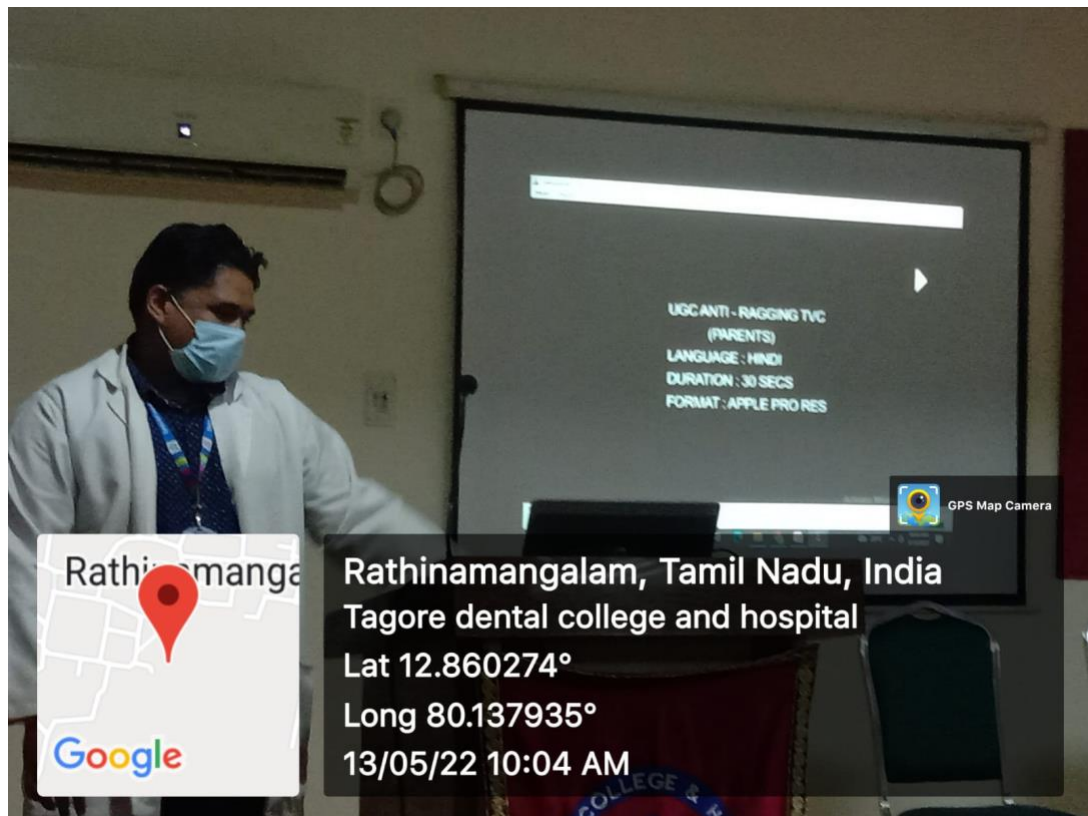 UGC ANTI - RAGGING TVC
(PARENTS)
LANGUAGE : HINDI
DURATION : 30 SECS
FORMAT : APPLE PRO RES
GPS Map Camera
Google
Rathinamangalam, Tamil Nadu, India
Tagore dental college and hospital
Lat 12.860274°
Long 80.137935°
13/05/22 10:04 AM
COLLEGE &